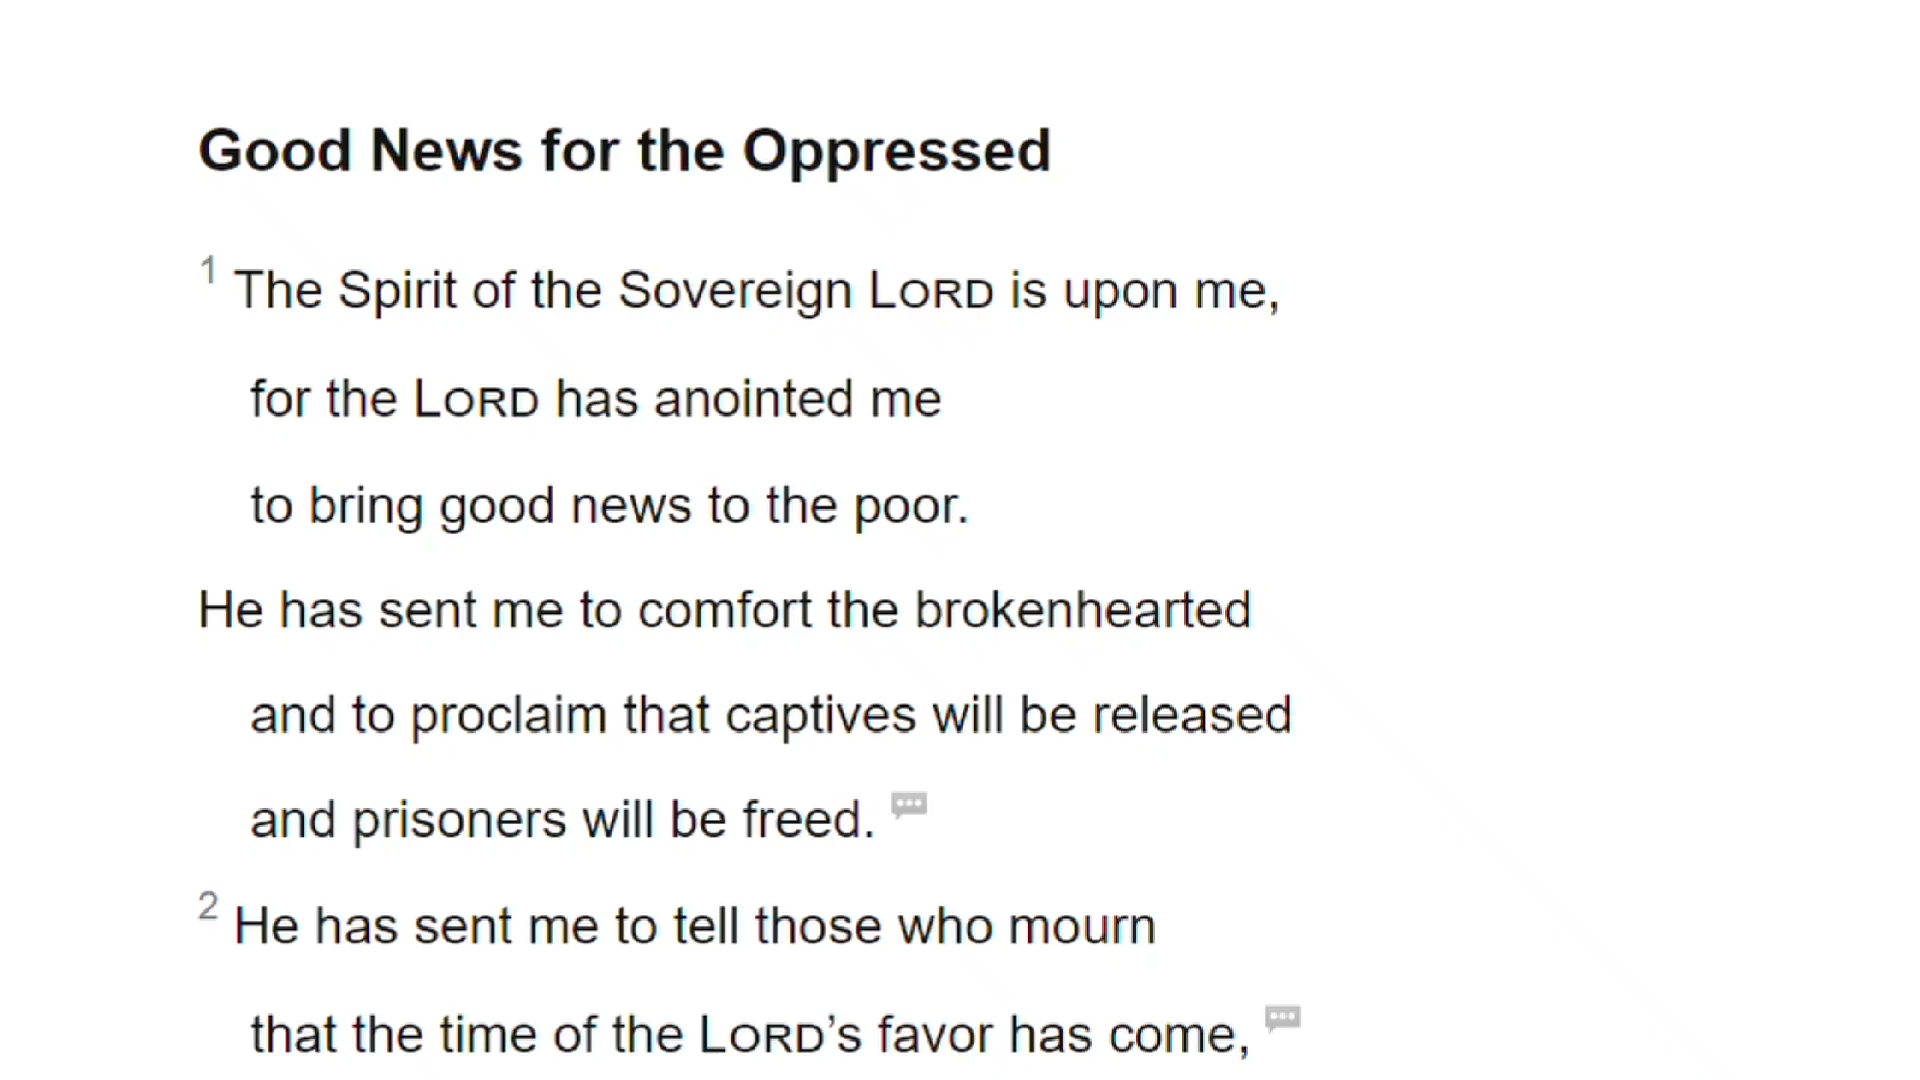 Good News for the Oppressed
1 The Spirit of the Sovereign LORD is upon me,
for the LORD has anointed me
to bring good news to the poor.
He has sent me to comfort the brokenhearted
and to proclaim that captives will be released
and prisoners will be freed.
2 He has sent me to tell those who mourn
that the time of the LORD’s favor has come,